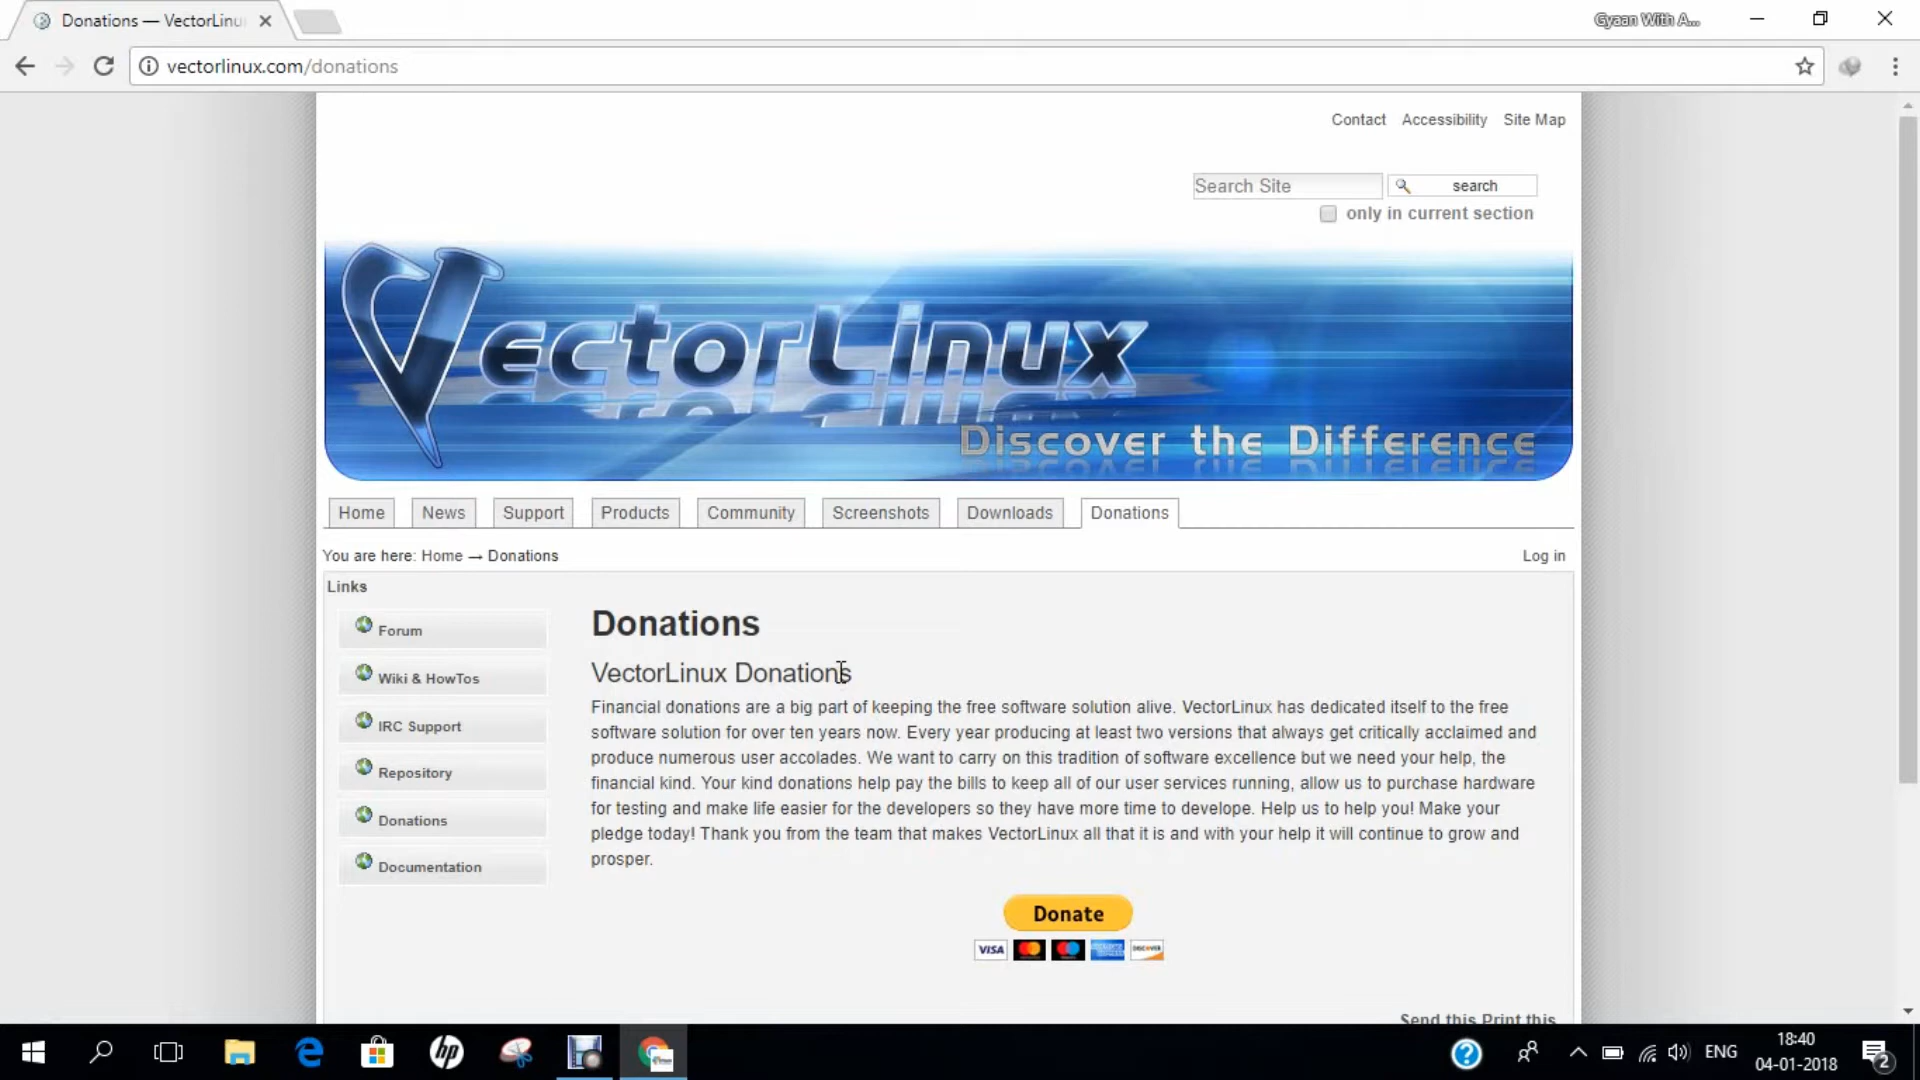 Donations — VectorLinu
Gyaan With A...
vectorlinux.com/donations
Contact Accessibility Site Map
Search Site search
only in current section
VectorLinux
Discover the Difference
Home News Support Products Community Screenshots Downloads Donations
You are here: Home → Donations Log in
Links
Forum
Wiki & HowTos
IRC Support
Repository
Donations
Documentation
Donations
VectorLinux Donations
Financial donations are a big part of keeping the free software solution alive. VectorLinux has dedicated itself to the free
software solution for over ten years now. Every year producing at least two versions that always get critically acclaimed and
produce numerous user accolades. We want to carry on this tradition of software excellence but we need your help, the
financial kind. Your kind donations help pay the bills to keep all of our user services running, allow us to purchase hardware
for testing and make life easier for the developers so they have more time to develope. Help us to help you! Make your
pledge today! Thank you from the team that makes VectorLinux all that it is and with your help it will continue to grow and
prosper.
Donate
VISA DISCOVER
Send this Print this
hp
ENG
18:40
04-01-2018
2